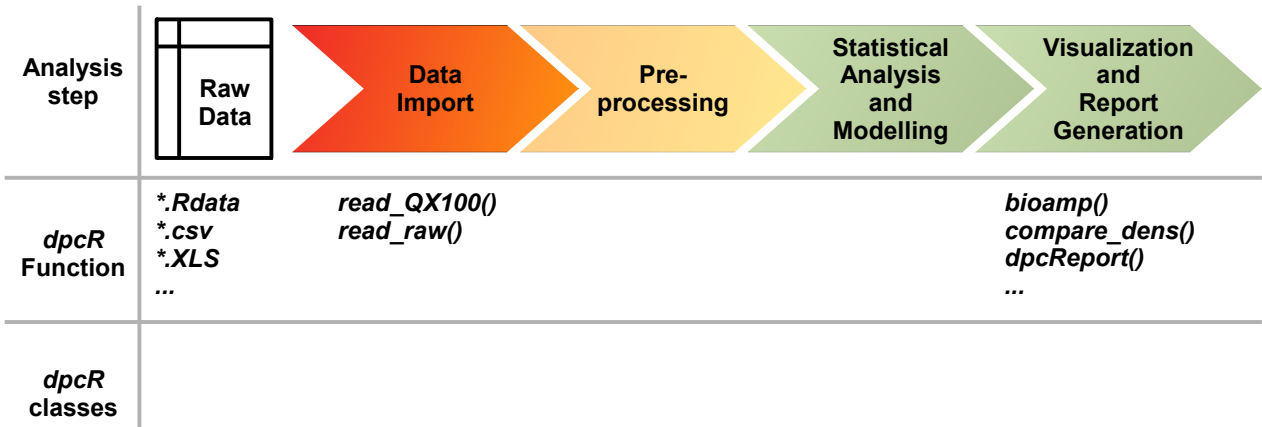 Analysis
step
Raw
Data
Data
Import
Pre-
processing
Statistical
Analysis
and
Modelling
Visualization
and
Report
Generation
dpcR
Function
*.Rdata
*.csv
*.XLS
...
read_QX100()
read_raw()
bioamp()
compare_dens()
dpcReport()
...
dpcR
classes